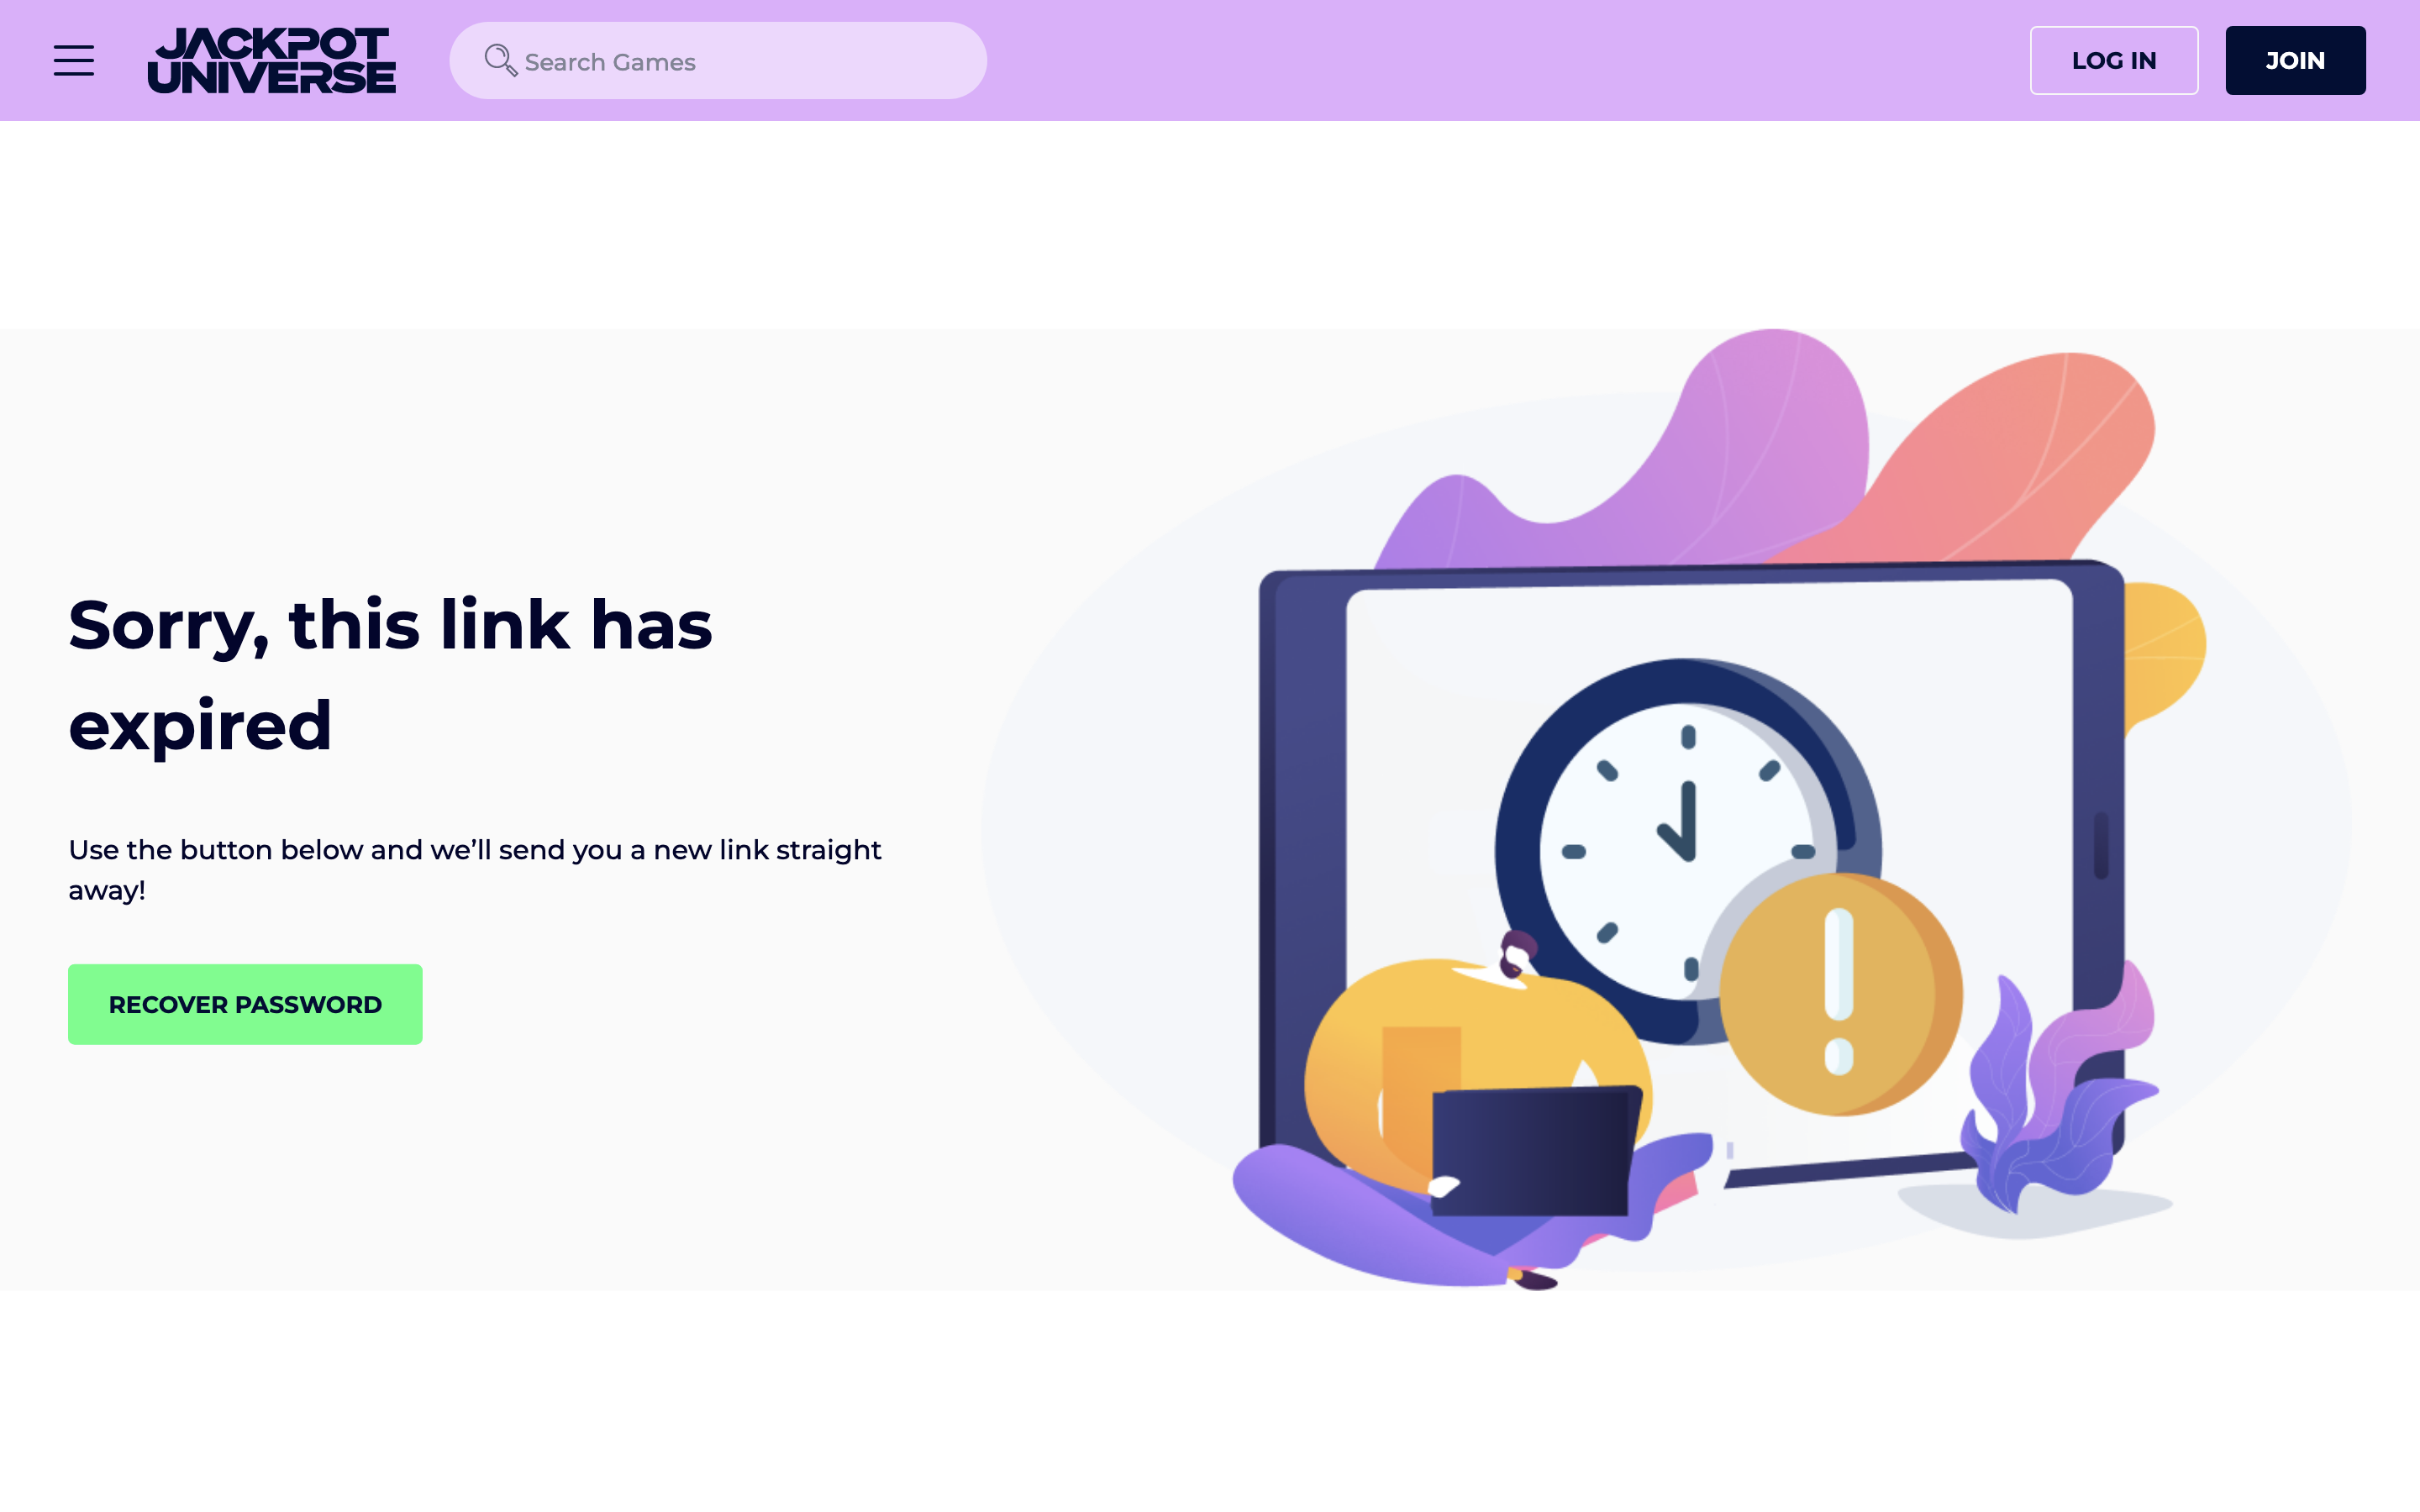 JACKPOT
UNIVERSE
Search Games
LOG IN
JOIN
Sorry, this link has
expired
Use the button below and we’ll send you a new link straight
away!
RECOVER PASSWORD